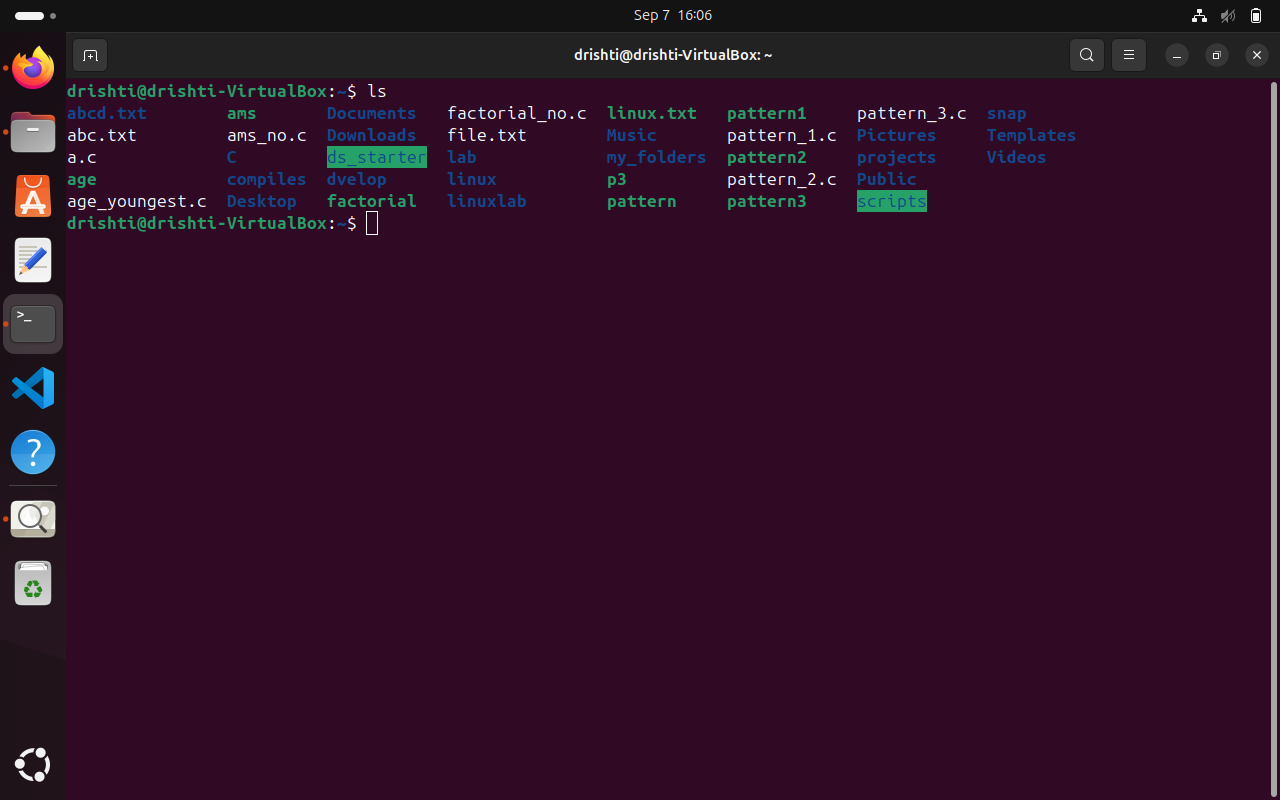 Sep 7 16:06
drishti@drishti-VirtualBox: ~
drishti@drishti-VirtualBox:~$ ls
abcd.txt ams Documents factorial_no.c linux.txt pattern1 pattern_3.c snap
abc.txt ams_no.c Downloads file.txt Music pattern_1.c Pictures Templates
a.c C ds_starter lab my_folders pattern2 projects Videos
age compiles dvelop linux p3 pattern_2.c Public
age_youngest.c Desktop factorial linuxlab pattern pattern3 scripts
drishti@drishti-VirtualBox:~$